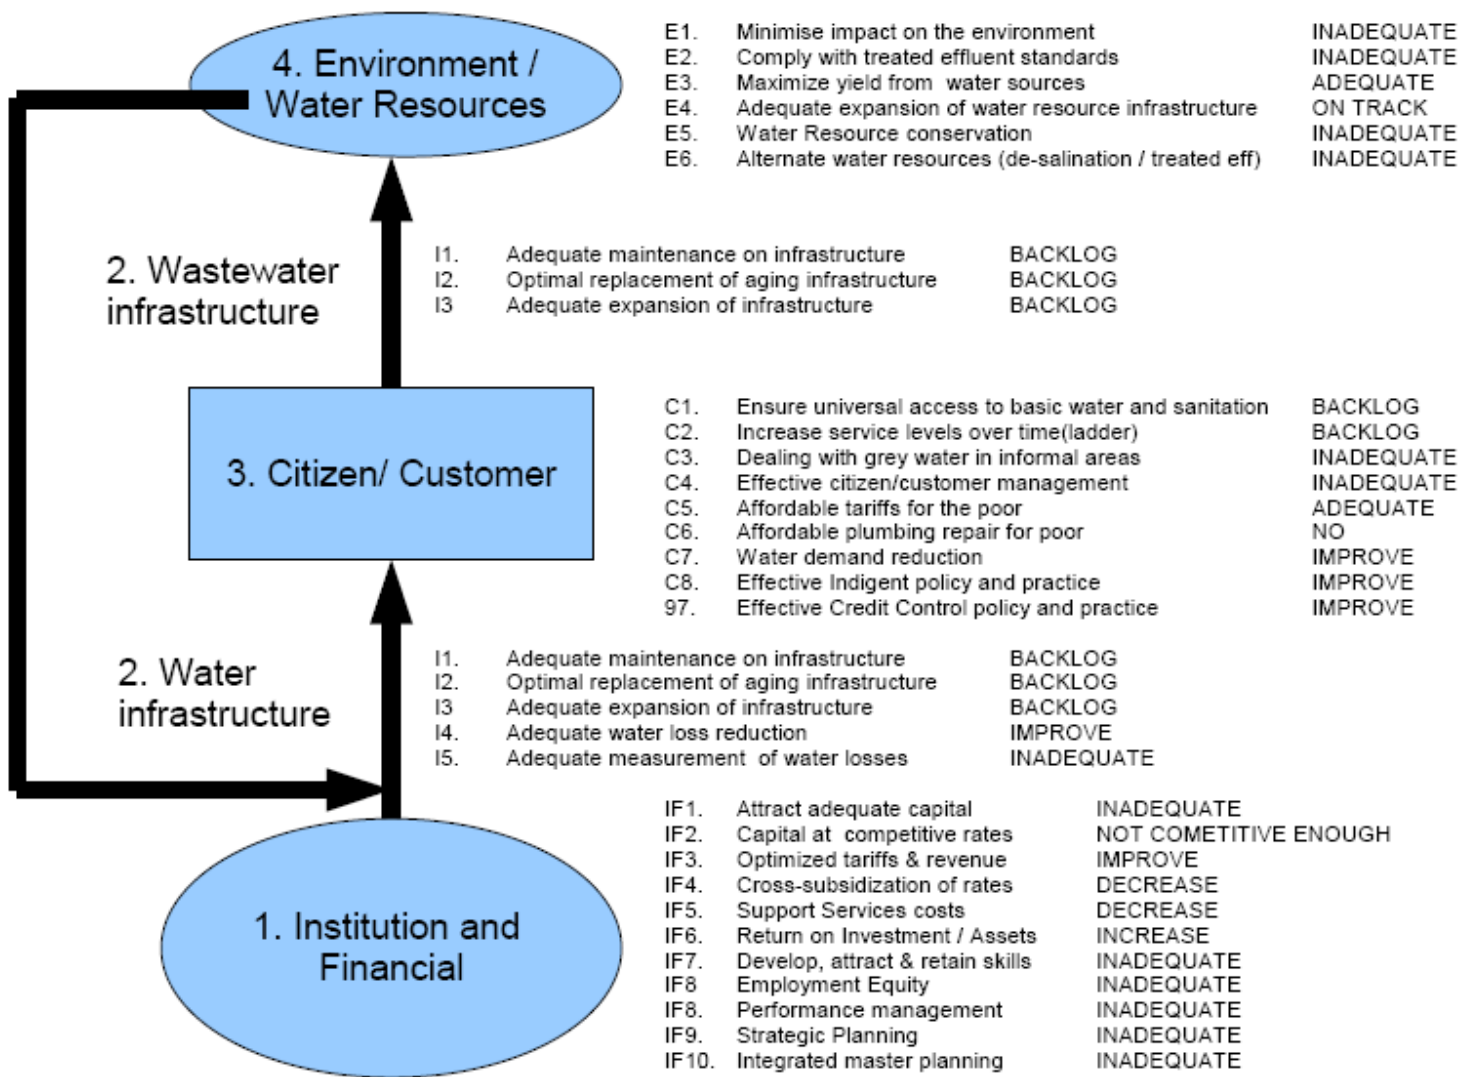 4. Environment /
Water Resources
E1. Minimise impact on the environment INADEQUATE
E2. Comply with treated effluent standards INADEQUATE
E3. Maximize yield from water sources ADEQUATE
E4. Adequate expansion of water resource infrastructure ON TRACK
E5. Water Resource conservation INADEQUATE
E6. Alternate water resources (de-salination / treated eff) INADEQUATE
2. Wastewater
infrastructure
I1. Adequate maintenance on infrastructure BACKLOG
I2. Optimal replacement of aging infrastructure BACKLOG
I3 Adequate expansion of infrastructure BACKLOG
3. Citizen/ Customer
C1. Ensure universal access to basic water and sanitation BACKLOG
C2. Increase service levels over time(ladder) BACKLOG
C3. Dealing with grey water in informal areas INADEQUATE
C4. Effective citizen/customer management INADEQUATE
C5. Affordable tariffs for the poor ADEQUATE
C6. Affordable plumbing repair for poor NO
C7. Water demand reduction IMPROVE
C8. Effective Indigent policy and practice IMPROVE
97. Effective Credit Control policy and practice IMPROVE
2. Water
infrastructure
I1. Adequate maintenance on infrastructure BACKLOG
I2. Optimal replacement of aging infrastructure BACKLOG
I3 Adequate expansion of infrastructure BACKLOG
I4. Adequate water loss reduction IMPROVE
I5. Adequate measurement of water losses INADEQUATE
1. Institution and
Financial
IF1. Attract adequate capital INADEQUATE
IF2. Capital at competitive rates NOT COMETITIVE ENOUGH
IF3. Optimized tariffs & revenue IMPROVE
IF4. Cross-subsidization of rates DECREASE
IF5. Support Services costs DECREASE
IF6. Return on Investment / Assets INCREASE
IF7. Develop, attract & retain skills INADEQUATE
IF8 Employment Equity INADEQUATE
IF8. Performance management INADEQUATE
IF9. Strategic Planning INADEQUATE
IF10. Integrated master planning INADEQUATE